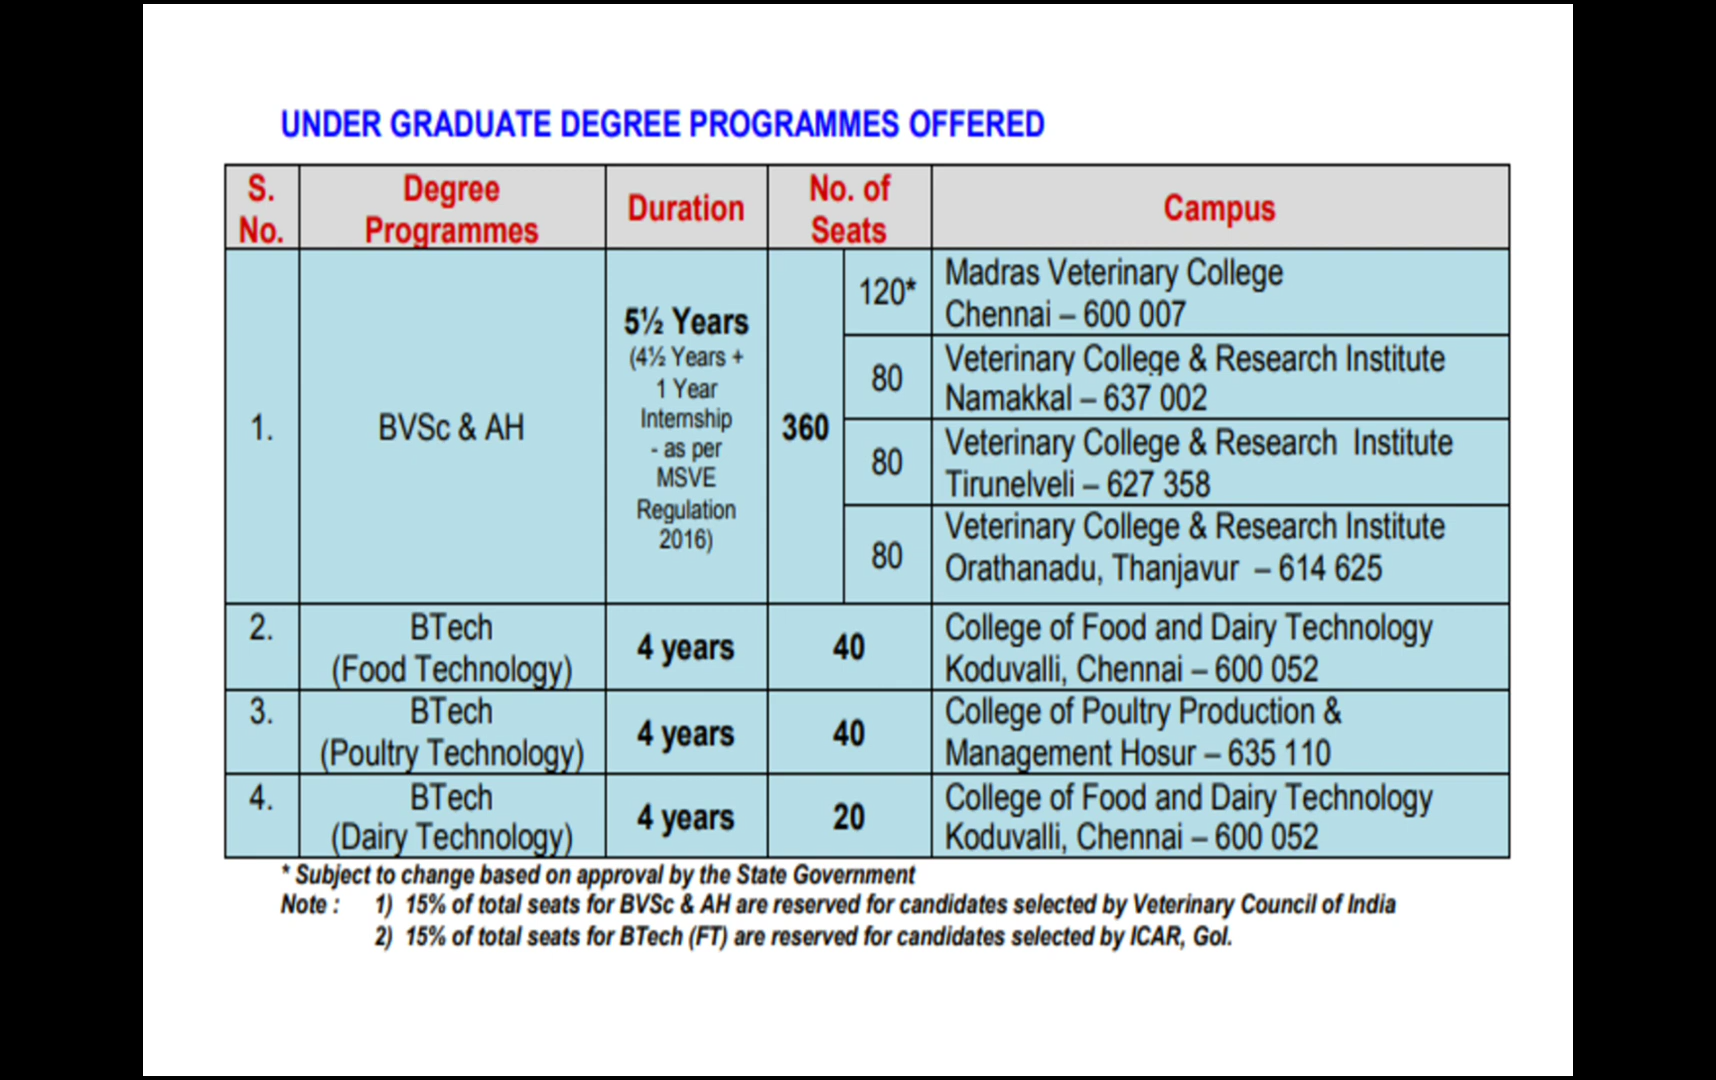 UNDER GRADUATE DEGREE PROGRAMMES OFFERED
S. No. Degree Programmes Duration No. of Seats Campus
1. BVSc & AH
5½ Years
(4½ Years +
1 Year
Internship
- as per
MSVE
Regulation
2016)
360
120*
Madras Veterinary College
Chennai – 600 007
80
Veterinary College & Research Institute
Namakkal – 637 002
80
Veterinary College & Research Institute
Tirunelveli – 627 358
80
Veterinary College & Research Institute
Orathanadu, Thanjavur – 614 625
2.
BTech
(Food Technology)
4 years
40
College of Food and Dairy Technology
Koduvalli, Chennai – 600 052
3.
BTech
(Poultry Technology)
4 years
40
College of Poultry Production &
Management Hosur – 635 110
4.
BTech
(Dairy Technology)
4 years
20
College of Food and Dairy Technology
Koduvalli, Chennai – 600 052
* Subject to change based on approval by the State Government
Note : 1) 15% of total seats for BVSc & AH are reserved for candidates selected by Veterinary Council of India
2) 15% of total seats for BTech (FT) are reserved for candidates selected by ICAR, GoI.